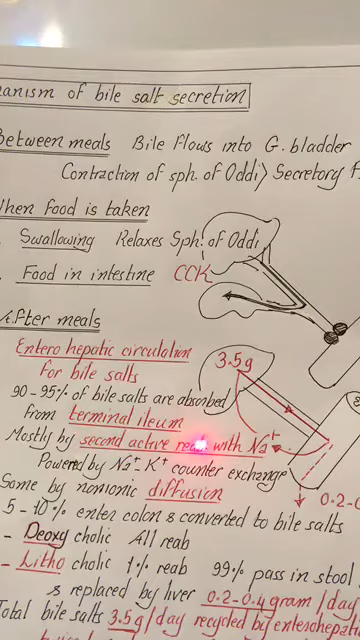 anism of bile salt secretion
Between meals Bile Flows into G. bladder
Contraction of sph. of Oddi > Secretory
When Food is taken
Swallowing Relaxes Sph. of Oddi
Food in intestine CCK
After meals
Entero hepatic circulation
For bile salts
3.5g
90-95% of bile salts are absorbed
from terminal ileum
Mostly by second active reab with Na+
Powered by Na+-K+ counter exchange
Some by nonionic diffusion
0.2-0
5-10% enter colon & converted to bile salts
- Deoxy cholic All reab
- Litho cholic 1% reab 99% pass in stool
is replaced by liver 0.2-0.4 gram/day
Total bile salts 3.5g/day recycled by enterohepa